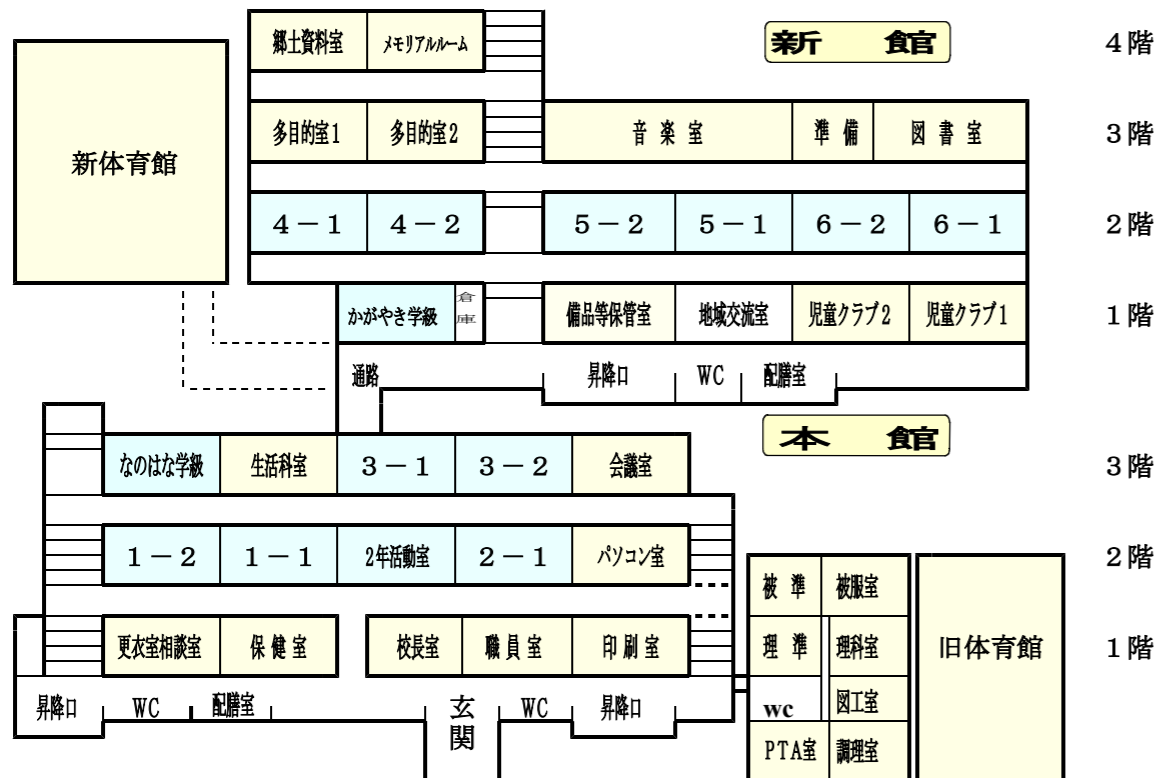 郷土資料室 メモリアルルーム 新 館 4階
多目的室1 多目的室2 音 楽 室 準 備 図 書 室 3階
新体育館
4-1 4-2 5-2 5-1 6-2 6-1 2階
かがやき学級 倉庫 備品等保管室 地域交流室 児童クラブ2 児童クラブ1 1階
通路 昇降口 WC 配膳室
本 館
なのはな学級 生活科室 3-1 3-2 会議室 3階
1-2 1-1 2年活動室 2-1 パソコン室 2階
被 準 被服室
更衣室相談室 保 健 室 校長室 職 員 室 印 刷 室 理 準 理科室 旧体育館 1階
昇降口 WC 配膳室 玄関 WC 昇降口 wc 図工室
PTA室 調理室